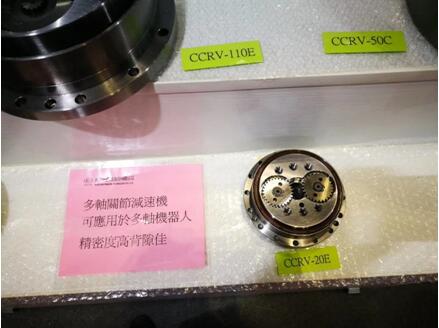 CCRV-50C
CCRV-110E
多軸關節減速機
可應用於多軸機器人
精密度高背隙佳
CCRV-20E